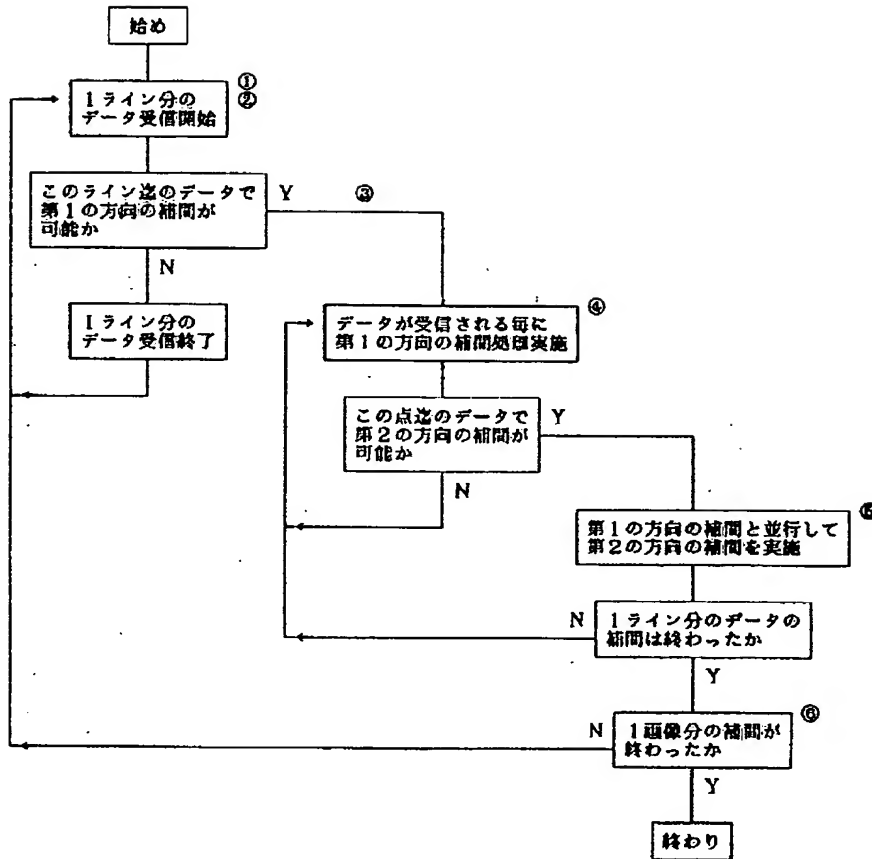 始め
①
②
1ライン分の
データ受信開始
このライン迄のデータで
第1の方向の補間が
可能か
Y
③
N
1ライン分の
データ受信終了
④
データが受信される毎に
第1の方向の補間処理実施
この点迄のデータで
第2の方向の補間が
可能か
Y
N
⑤
第1の方向の補間と並行して
第2の方向の補間を実施
N
1ライン分のデータの
補間は終わったか
Y
⑥
N
1画像分の補間が
終わったか
Y
終わり